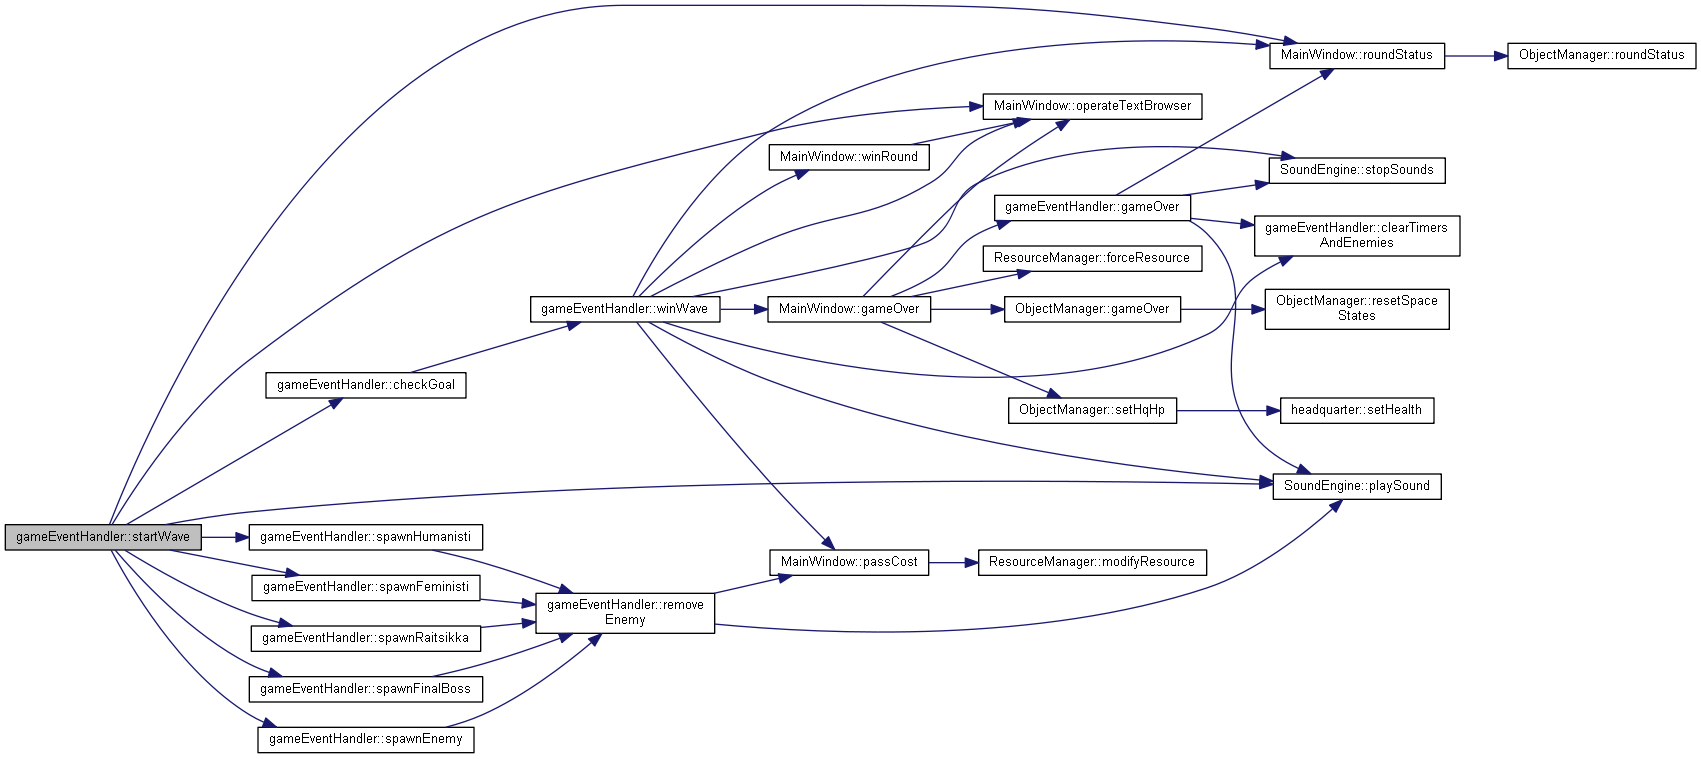 MainWindow::roundStatus
ObjectManager::roundStatus
MainWindow::operateTextBrowser
MainWindow::winRound
SoundEngine::stopSounds
gameEventHandler::gameOver
gameEventHandler::clearTimers
AndEnemies
ResourceManager::forceResource
gameEventHandler::winWave
MainWindow::gameOver
ObjectManager::gameOver
ObjectManager::resetSpace
States
gameEventHandler::checkGoal
ObjectManager::setHqHp
headquarter::setHealth
SoundEngine::playSound
gameEventHandler::startWave
gameEventHandler::spawnHumanisti
MainWindow::passCost
ResourceManager::modifyResource
gameEventHandler::spawnFeministi
gameEventHandler::remove
Enemy
gameEventHandler::spawnRaitsikka
gameEventHandler::spawnFinalBoss
gameEventHandler::spawnEnemy